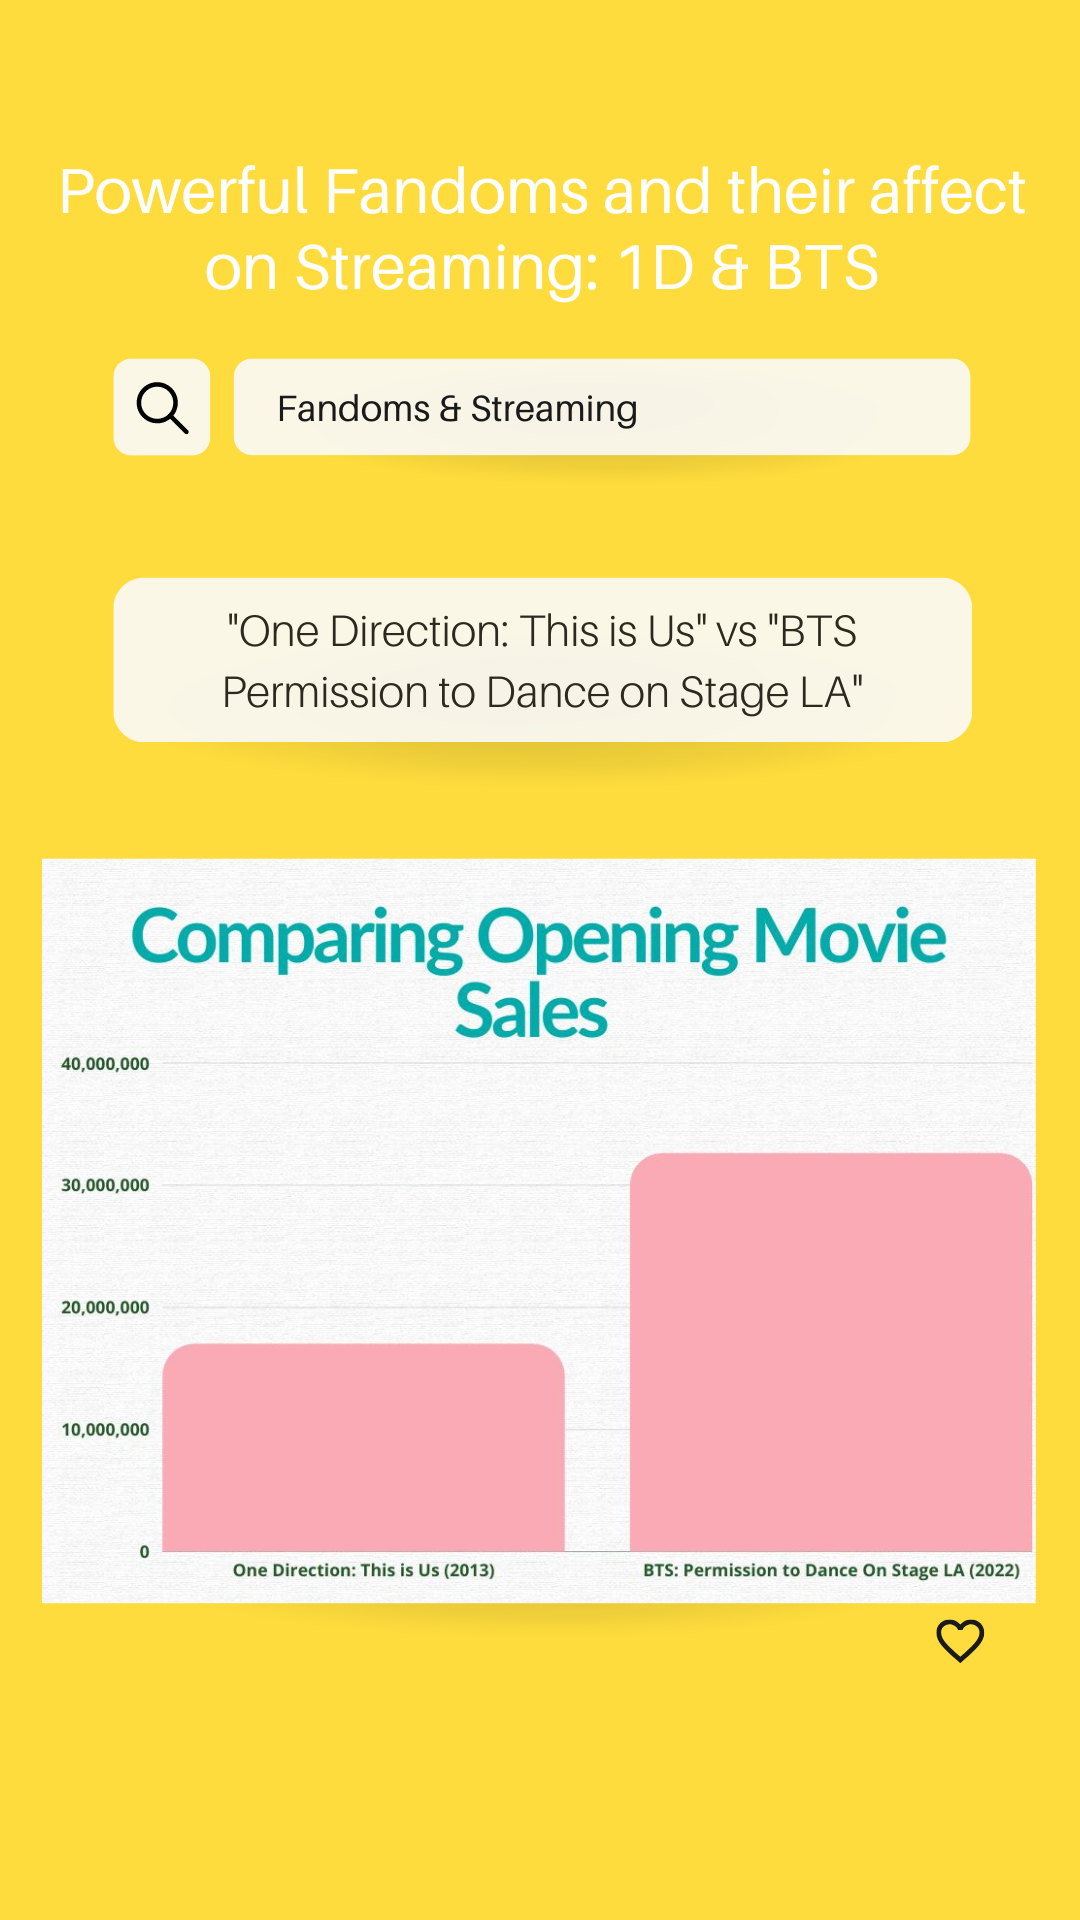 Powerful Fandoms and their affect
on Streaming: 1D & BTS
Fandoms & Streaming
"One Direction: This is Us" vs "BTS
Permission to Dance on Stage LA"
Comparing Opening Movie
Sales
40,000,000
30,000,000
20,000,000
10,000,000
0
One Direction: This is Us (2013)
BTS: Permission to Dance On Stage LA (2022)